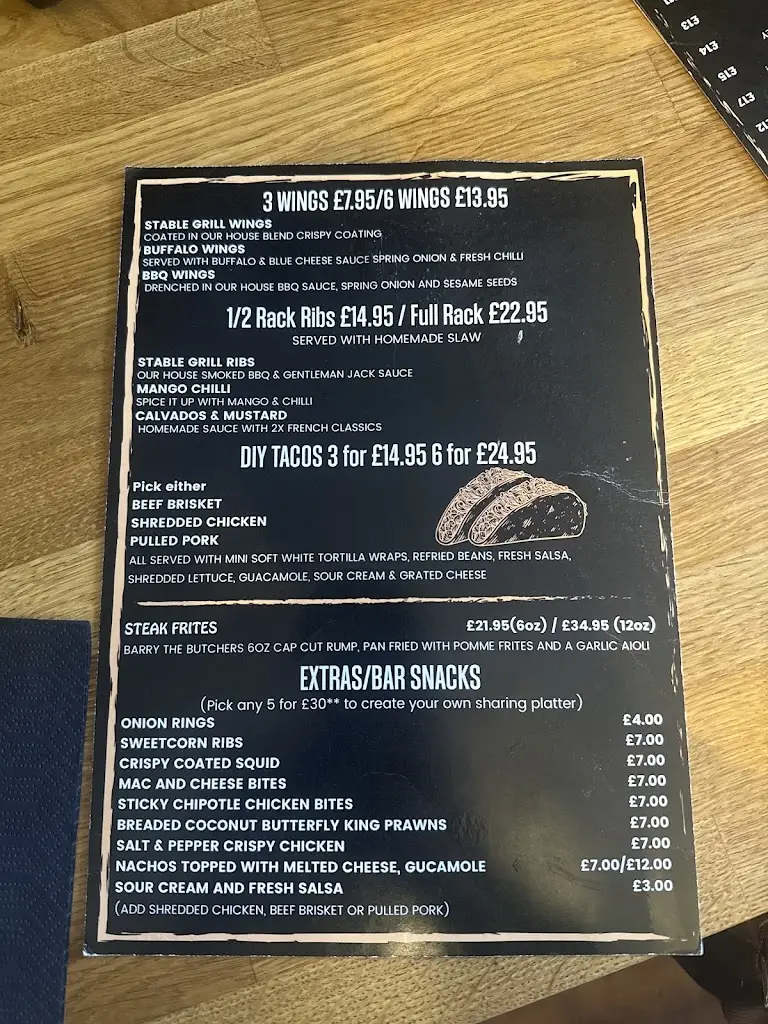 3 WINGS £7.95/6 WINGS £13.95
STABLE GRILL WINGS
COATED IN OUR HOUSE BLEND CRISPY COATING
BUFFALO WINGS
SERVED WITH BUFFALO & BLUE CHEESE SAUCE SPRING ONION & FRESH CHILLI
BBQ WINGS
DRENCHED IN OUR HOUSE BBQ SAUCE, SPRING ONION AND SESAME SEEDS
1/2 Rack Ribs £14.95 / Full Rack £22.95
SERVED WITH HOMEMADE SLAW
STABLE GRILL RIBS
OUR HOUSE SMOKED BBQ & GENTLEMAN JACK SAUCE
MANGO CHILLI
SPICE IT UP WITH MANGO & CHILLI
CALVADOS & MUSTARD
HOMEMADE SAUCE WITH 2X FRENCH CLASSICS
DIY TACOS 3 for £14.95 6 for £24.95
Pick either
BEEF BRISKET
SHREDDED CHICKEN
PULLED PORK
ALL SERVED WITH MINI SOFT WHITE TORTILLA WRAPS, REFRIED BEANS, FRESH SALSA,
SHREDDED LETTUCE, GUACAMOLE, SOUR CREAM & GRATED CHEESE
STEAK FRITES £21.95(6oz) / £34.95 (12oz)
BARRY THE BUTCHERS 6OZ CAP CUT RUMP, PAN FRIED WITH POMME FRITES AND A GARLIC AIOLI
EXTRAS/BAR SNACKS
(Pick any 5 for £30** to create your own sharing platter)
ONION RINGS £4.00
SWEETCORN RIBS £7.00
CRISPY COATED SQUID £7.00
MAC AND CHEESE BITES £7.00
STICKY CHIPOTLE CHICKEN BITES £7.00
BREADED COCONUT BUTTERFLY KING PRAWNS £7.00
SALT & PEPPER CRISPY CHICKEN £7.00
NACHOS TOPPED WITH MELTED CHEESE, GUCAMOLE £7.00/£12.00
SOUR CREAM AND FRESH SALSA £3.00
(ADD SHREDDED CHICKEN, BEEF BRISKET OR PULLED PORK)
£13
£14
£15
£17